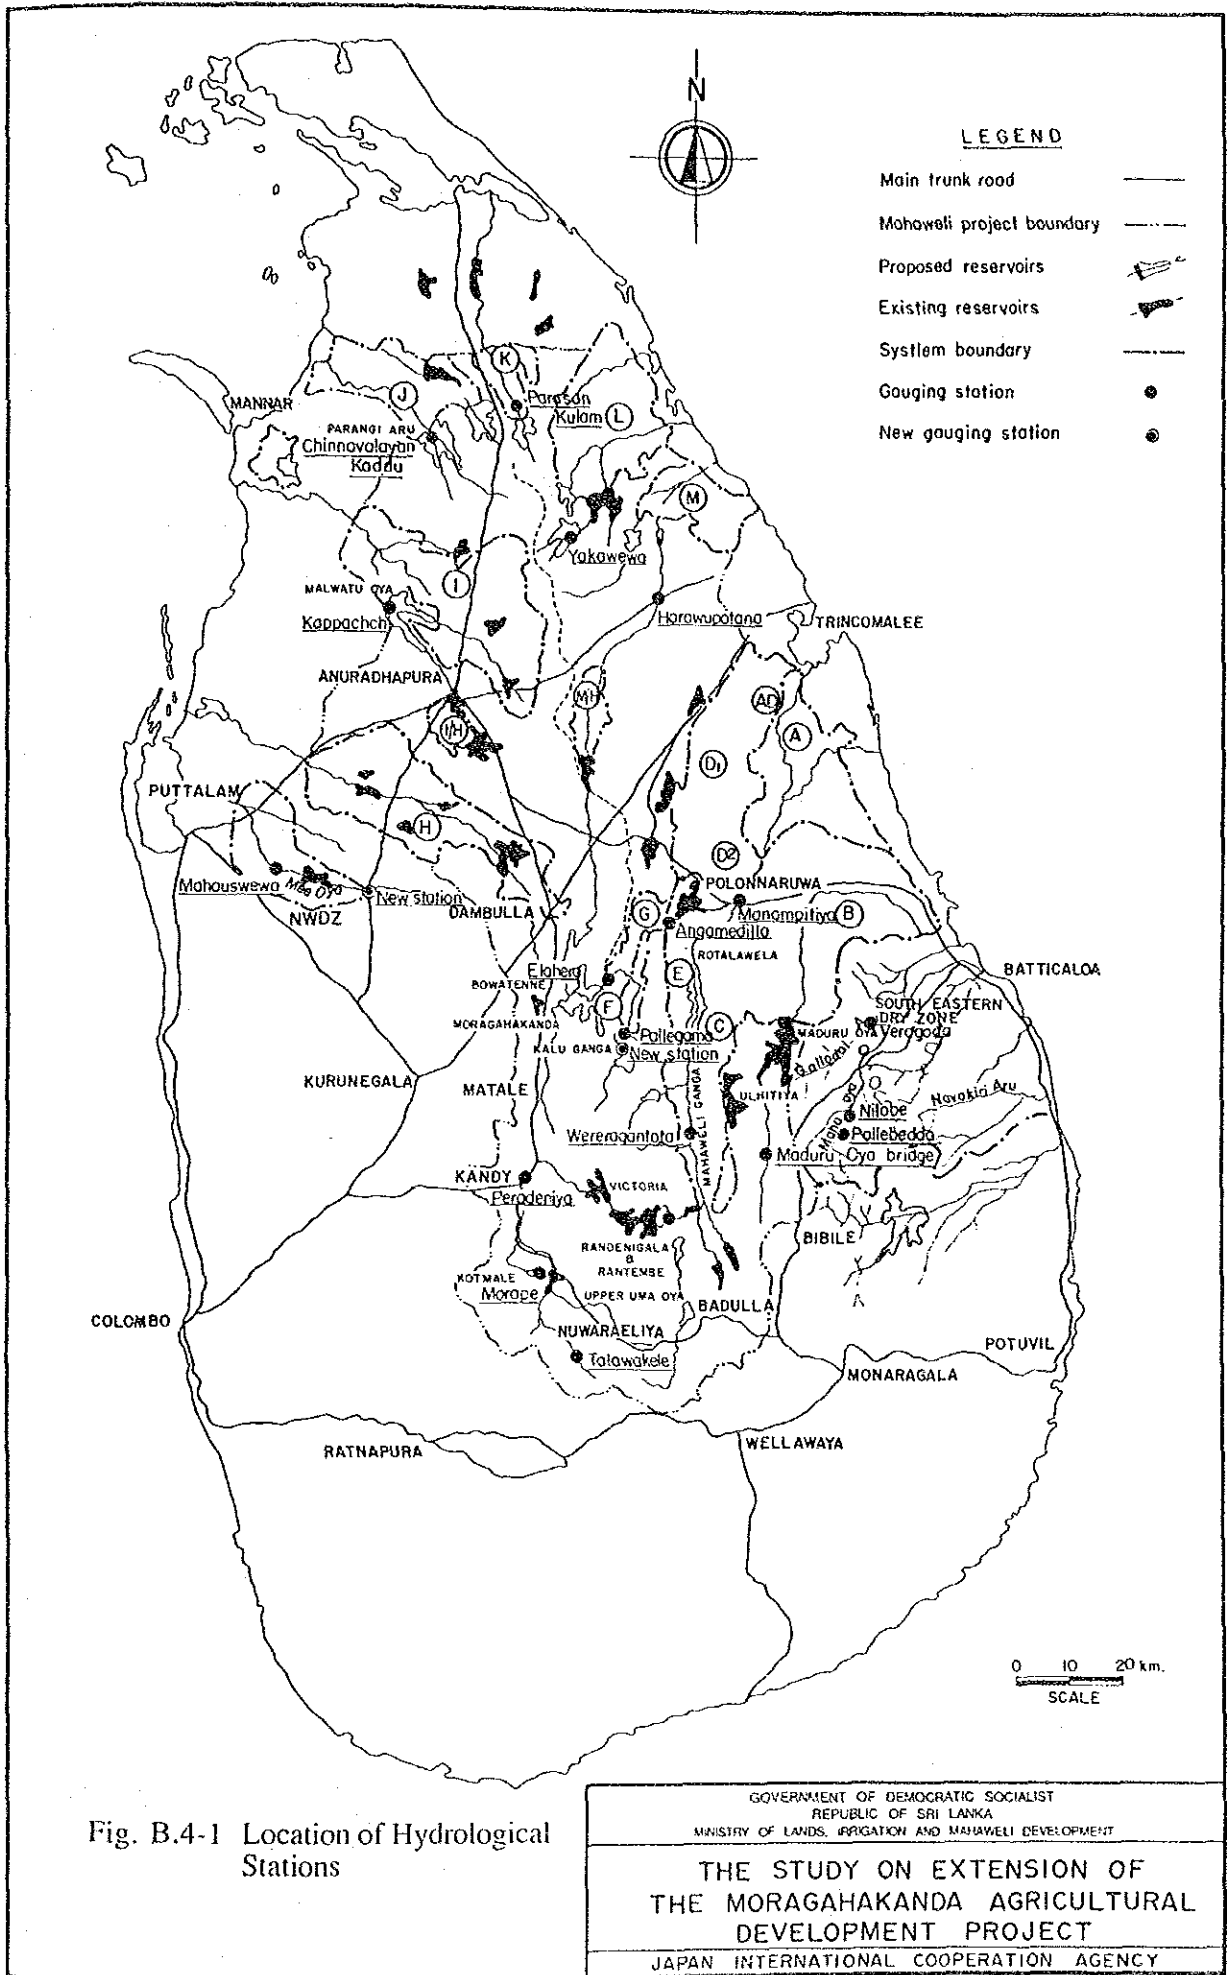 N
LEGEND
Main trunk road
Mahaweli project boundary
Proposed reservoirs
Existing reservoirs
Systlem boundary
Gauging station
New gauging station
K
J
MANNAR
Parasan
Kulam
L
PARANGI ARU
Chinnavalayan
Kaddu
M
Yakawewa
I
MALWATU OYA
Kappachch
Horowupotana
TRINCOMALEE
ANURADHAPURA
MH
AD
A
I/H
D1
PUTTALAM
H
D2
POLONNARUWA
Mahauswewa
Mee Oya
New station
NWDZ
DAMBULLA
G
Manampitiya
B
Angamedilla
ROTALAWELA
Elahera
E
BATTICALOA
BOWATENNE
F
SOUTH EASTERN
DRY ZONE
MORAGAHAKANDA
C
Pallegama
MADURU OYA
Veragoda
KALU GANGA
New station
Gallodai
KURUNEGALA
MATALE
ULHITIYA
Navakiri Aru
MAHAWELI GANGA
Maha Oya
Nilobe
Weraragantota
Pallebedda
Maduru Oya bridge
KANDY
Peradeniya
VICTORIA
BIBILE
RANDENIGALA
&
RANTEMBE
KOTMALE
Morape
UPPER UMA OYA
BADULLA
COLOMBO
NUWARAELIYA
POTUVIL
Talawakele
MONARAGALA
RATNAPURA
WELLAWAYA
0 10 20 km.
SCALE
Fig. B.4-1 Location of Hydrological
Stations
GOVERNMENT OF DEMOCRATIC SOCIALIST
REPUBLIC OF SRI LANKA
MINISTRY OF LANDS, IRRIGATION AND MAHAWELI DEVELOPMENT
THE STUDY ON EXTENSION OF
THE MORAGAHAKANDA AGRICULTURAL
DEVELOPMENT PROJECT
JAPAN INTERNATIONAL COOPERATION AGENCY